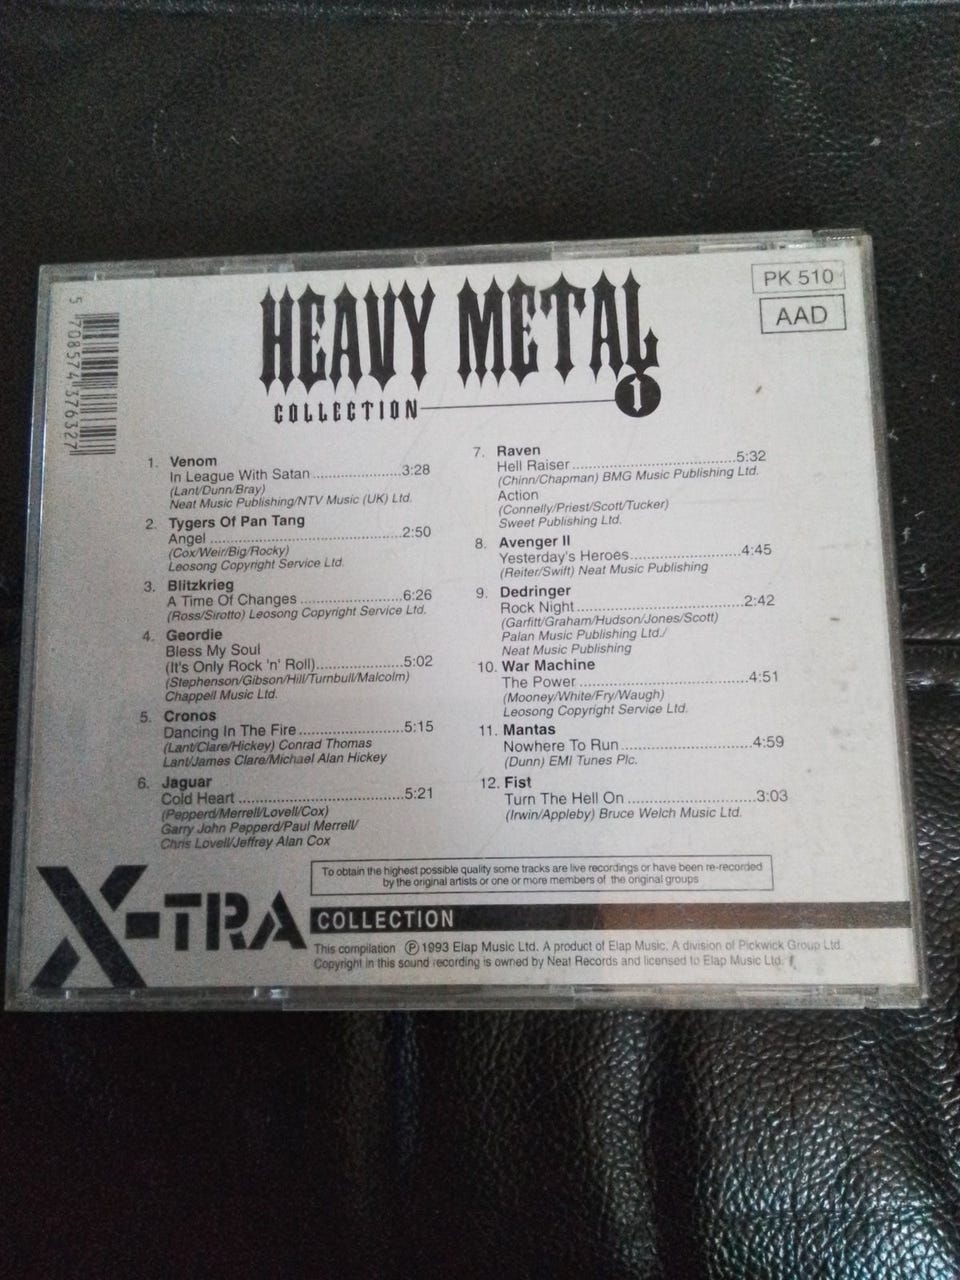 HEAVY METAL
COLLECTION 1
PK 510
AAD
5 708574 376327
1. Venom
In League With Satan ......................3:28
(Lant/Dunn/Bray)
Neat Music Publishing/NTV Music (UK) Ltd.
2. Tygers Of Pan Tang
Angel ................................................2:50
(Cox/Weir/Big/Rocky)
Leosong Copyright Service Ltd.
3. Blitzkrieg
A Time Of Changes .........................6:26
(Ross/Sirotto) Leosong Copyright Service Ltd.
4. Geordie
Bless My Soul
(It's Only Rock 'n' Roll)......................5:02
(Stephenson/Gibson/Hill/Turnbull/Malcolm)
Chappell Music Ltd.
5. Cronos
Dancing In The Fire ..........................5:15
(Lant/Clare/Hickey) Conrad Thomas
Lant/James Clare/Michael Alan Hickey
6. Jaguar
Cold Heart .........................................5:21
(Pepperd/Merrell/Lovell/Cox)
Garry John Pepperd/Paul Merrell/
Chris Lovell/Jeffrey Alan Cox
7. Raven
Hell Raiser .........................................5:32
(Chinn/Chapman) BMG Music Publishing Ltd.
Action
(Connelly/Priest/Scott/Tucker)
Sweet Publishing Ltd.
8. Avenger II
Yesterday's Heroes............................4:45
(Reiter/Swift) Neat Music Publishing
9. Dedringer
Rock Night..........................................2:42
(Garfitt/Graham/Hudson/Jones/Scott)
Palan Music Publishing Ltd./
Neat Music Publishing
10. War Machine
The Power ..........................................4:51
(Mooney/White/Fry/Waugh)
Leosong Copyright Service Ltd.
11. Mantas
Nowhere To Run.................................4:59
(Dunn) EMI Tunes Plc.
12. Fist
Turn The Hell On ................................3:03
(Irwin/Appleby) Bruce Welch Music Ltd.
To obtain the highest possible quality some tracks are live recordings or have been re-recorded
by the original artists or one or more members of the original groups
X-TRA
COLLECTION
This compilation Ⓟ 1993 Elap Music Ltd. A product of Elap Music. A division of Pickwick Group Ltd.
Copyright in this sound recording is owned by Neat Records and licensed to Elap Music Ltd.